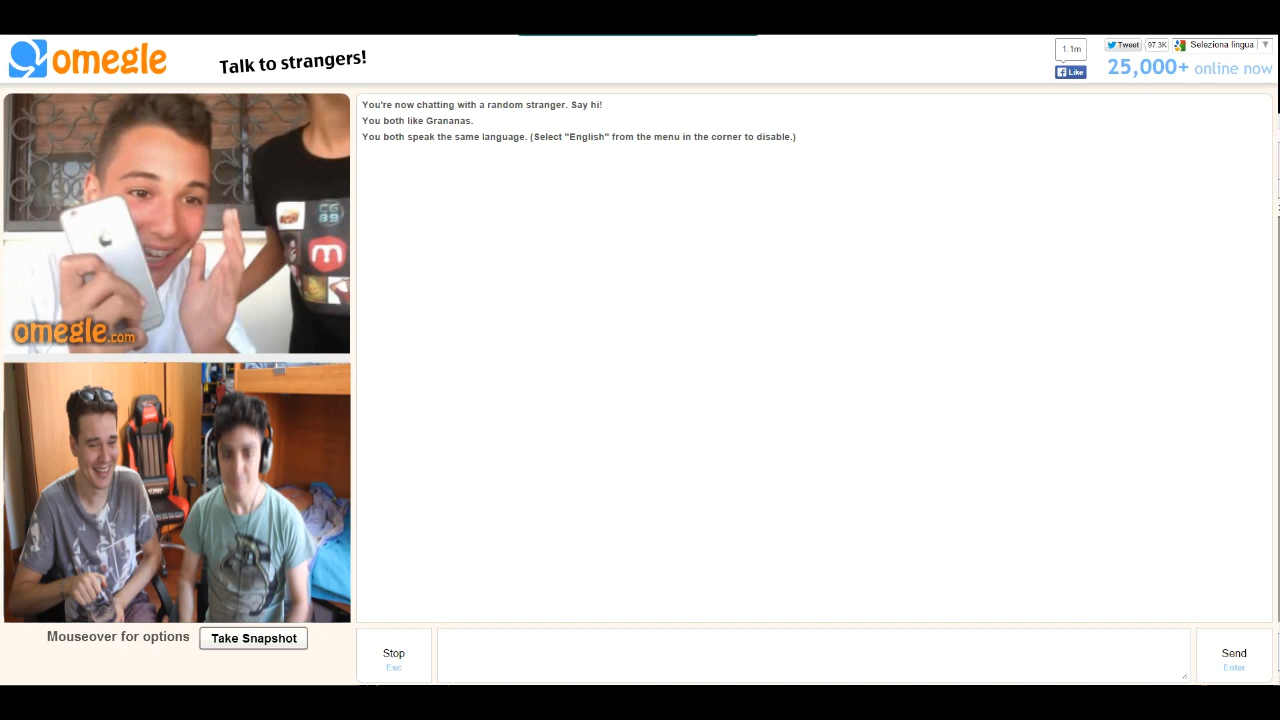 omegle
Talk to strangers!
1.1m
Like
Tweet
97.3K
Seleziona lingua
25,000+ online now
You're now chatting with a random stranger. Say hi!
You both like Grananas.
You both speak the same language. (Select "English" from the menu in the corner to disable.)
CG
89
m
omegle.com
Mouseover for options
Take Snapshot
Stop
Esc
Send
Enter